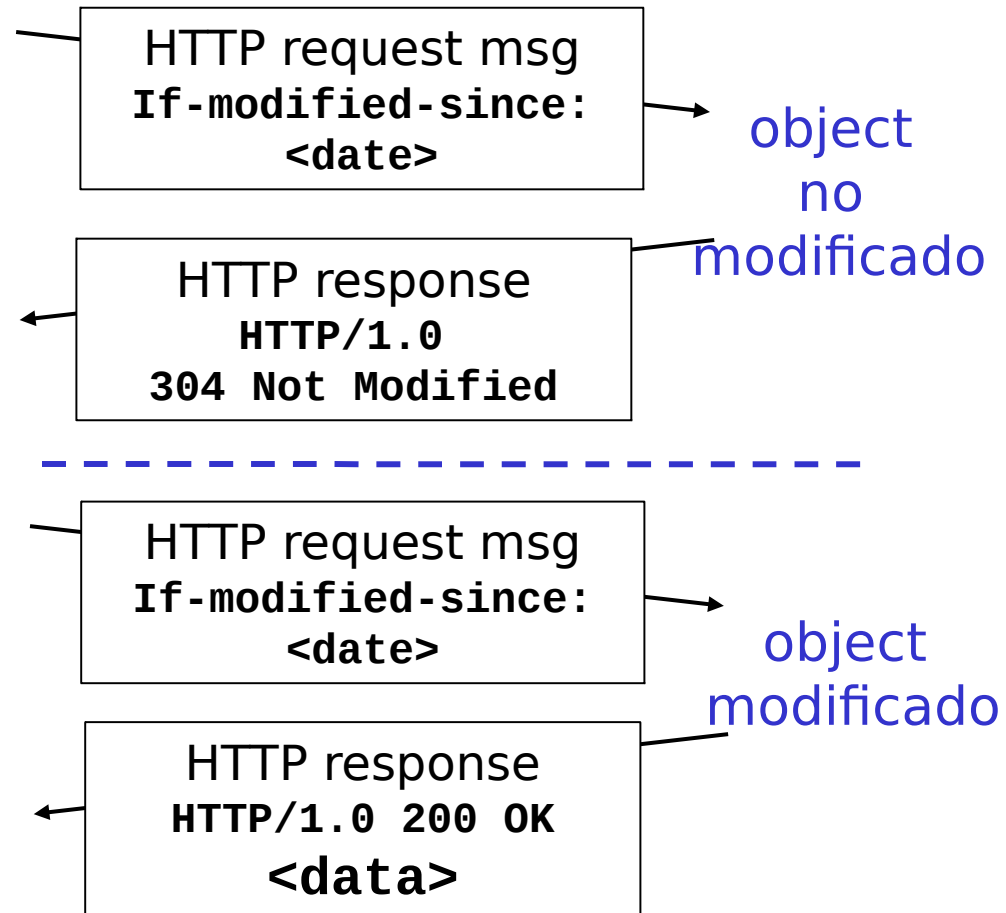 HTTP request msg
If-modified-since:
<date>
object
no
modificado
HTTP response
HTTP/1.0
304 Not Modified
HTTP request msg
If-modified-since:
<date>
object
modificado
HTTP response
HTTP/1.0 200 OK
<data>